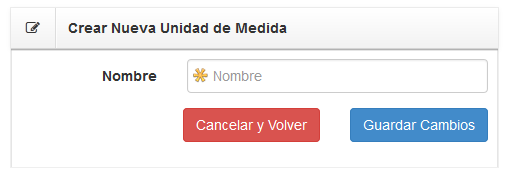 Crear Nueva Unidad de Medida
Nombre Nombre
Cancelar y Volver Guardar Cambios